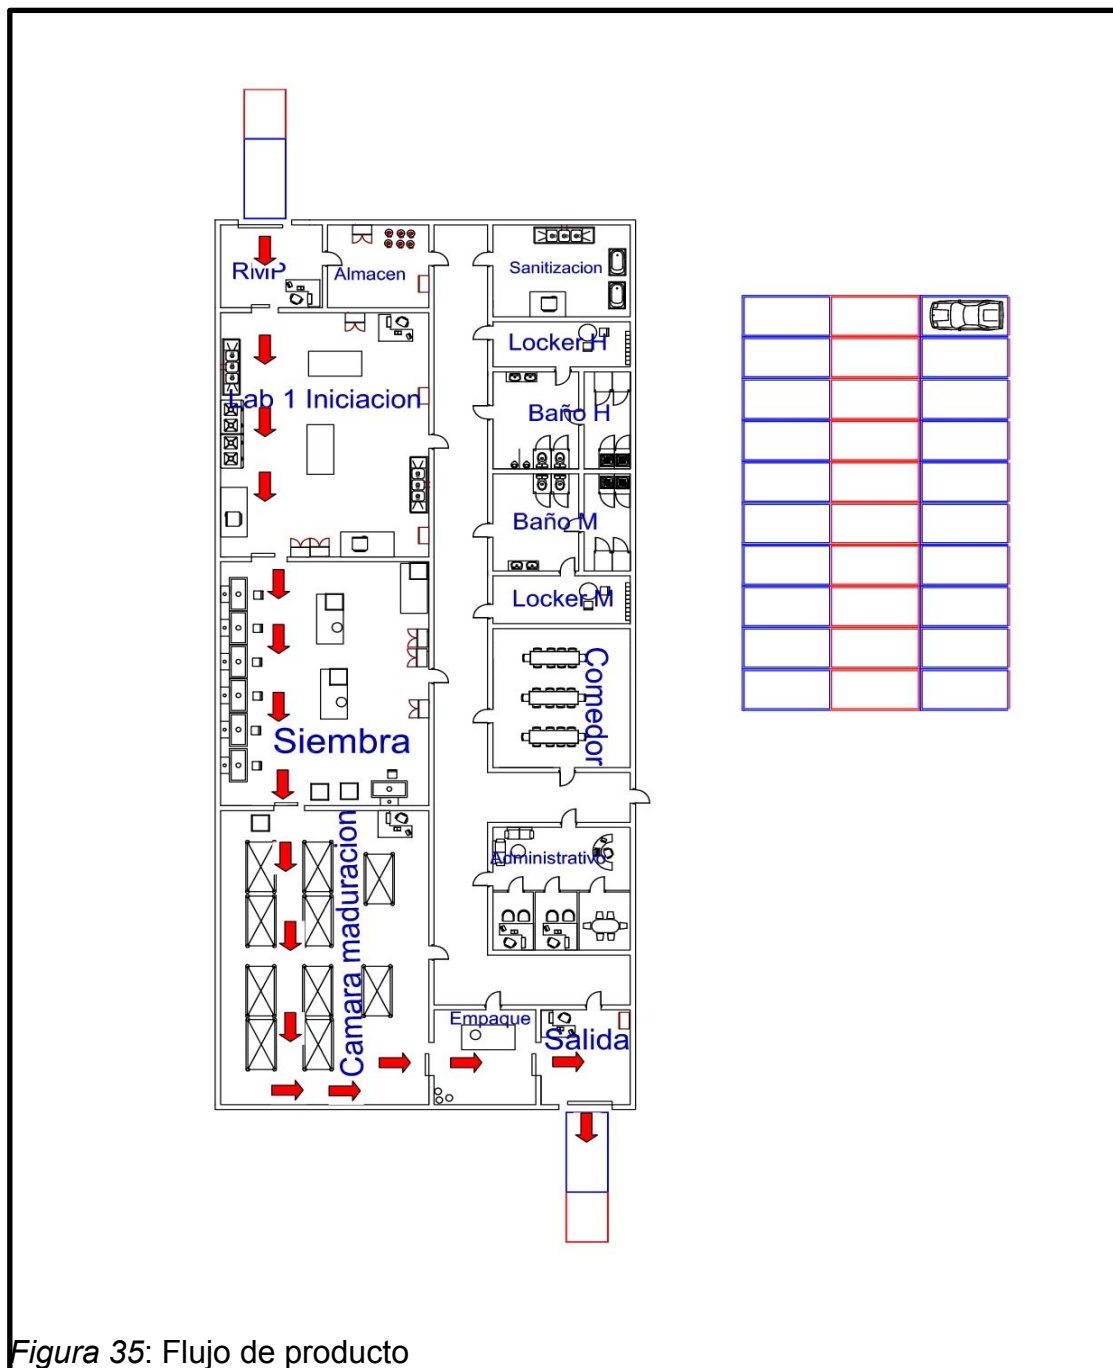 RMP
Almacen
Sanitizacion
Locker H
Lab 1 Iniciacion
Baño H
Baño M
Locker M
Comedor
Siembra
Camara maduracion
Administrativo
Empaque
Salida
Figura 35: Flujo de producto